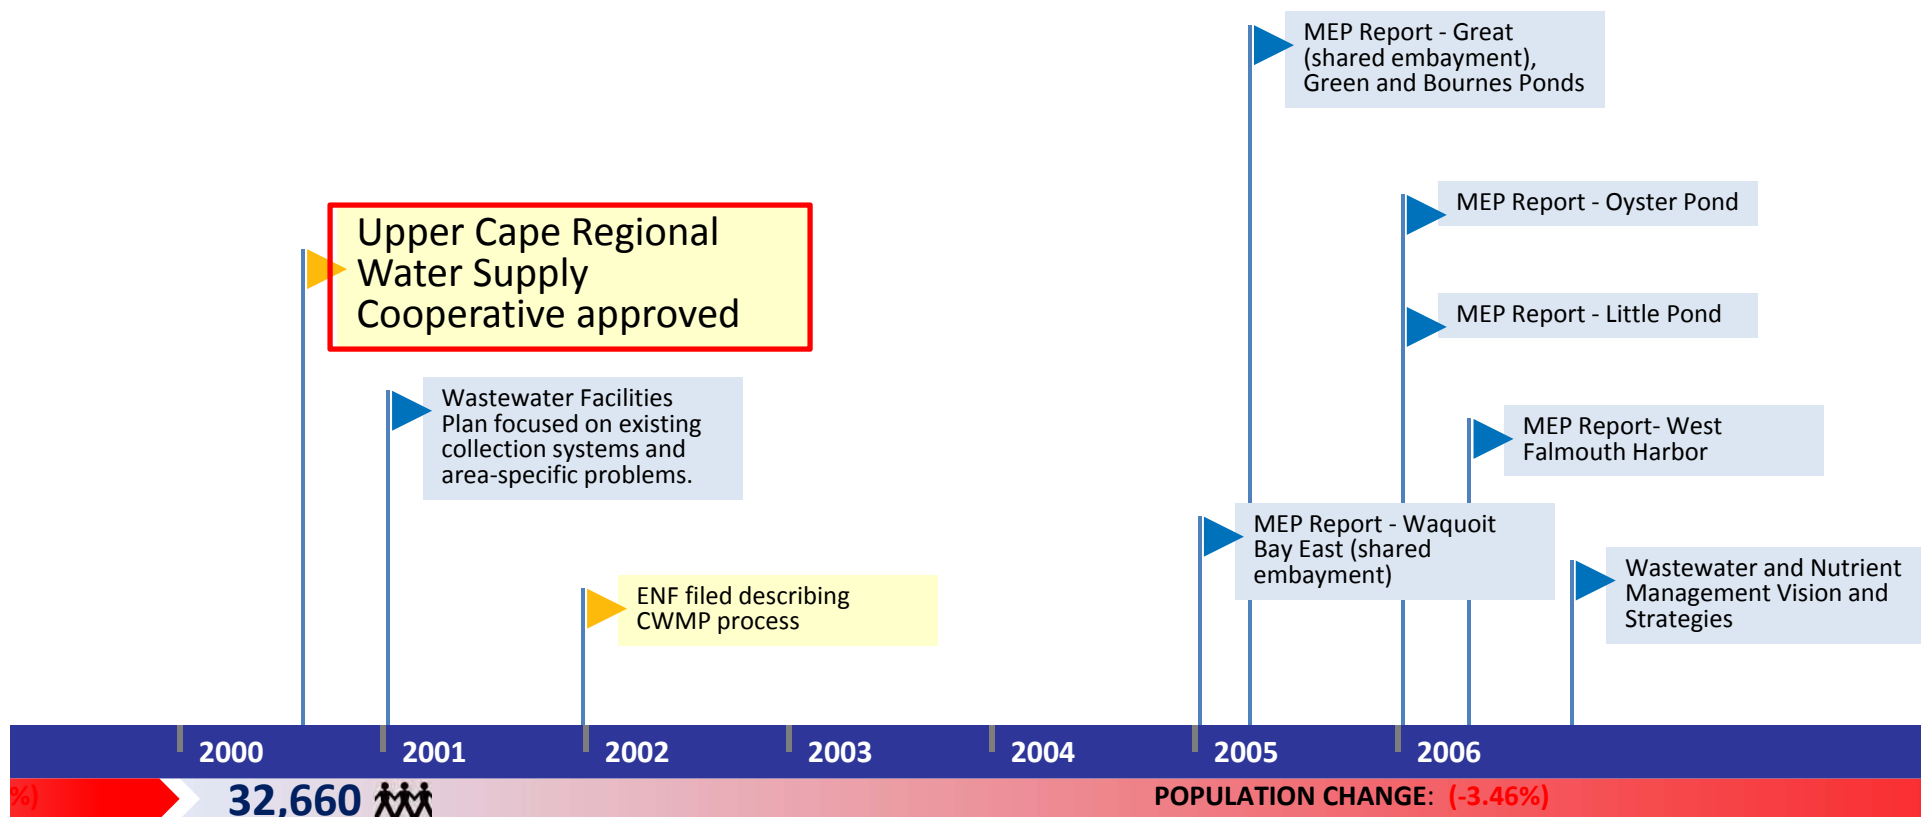 MEP Report - Great
(shared embayment),
Green and Bournes Ponds
MEP Report - Oyster Pond
Upper Cape Regional
Water Supply
Cooperative approved
MEP Report - Little Pond
Wastewater Facilities
Plan focused on existing
collection systems and
area-specific problems.
MEP Report- West
Falmouth Harbor
MEP Report - Waquoit
Bay East (shared
embayment)
Wastewater and Nutrient
Management Vision and
Strategies
ENF filed describing
CWMP process
2000 2001 2002 2003 2004 2005 2006
%) 32,660 POPULATION CHANGE: (-3.46%)